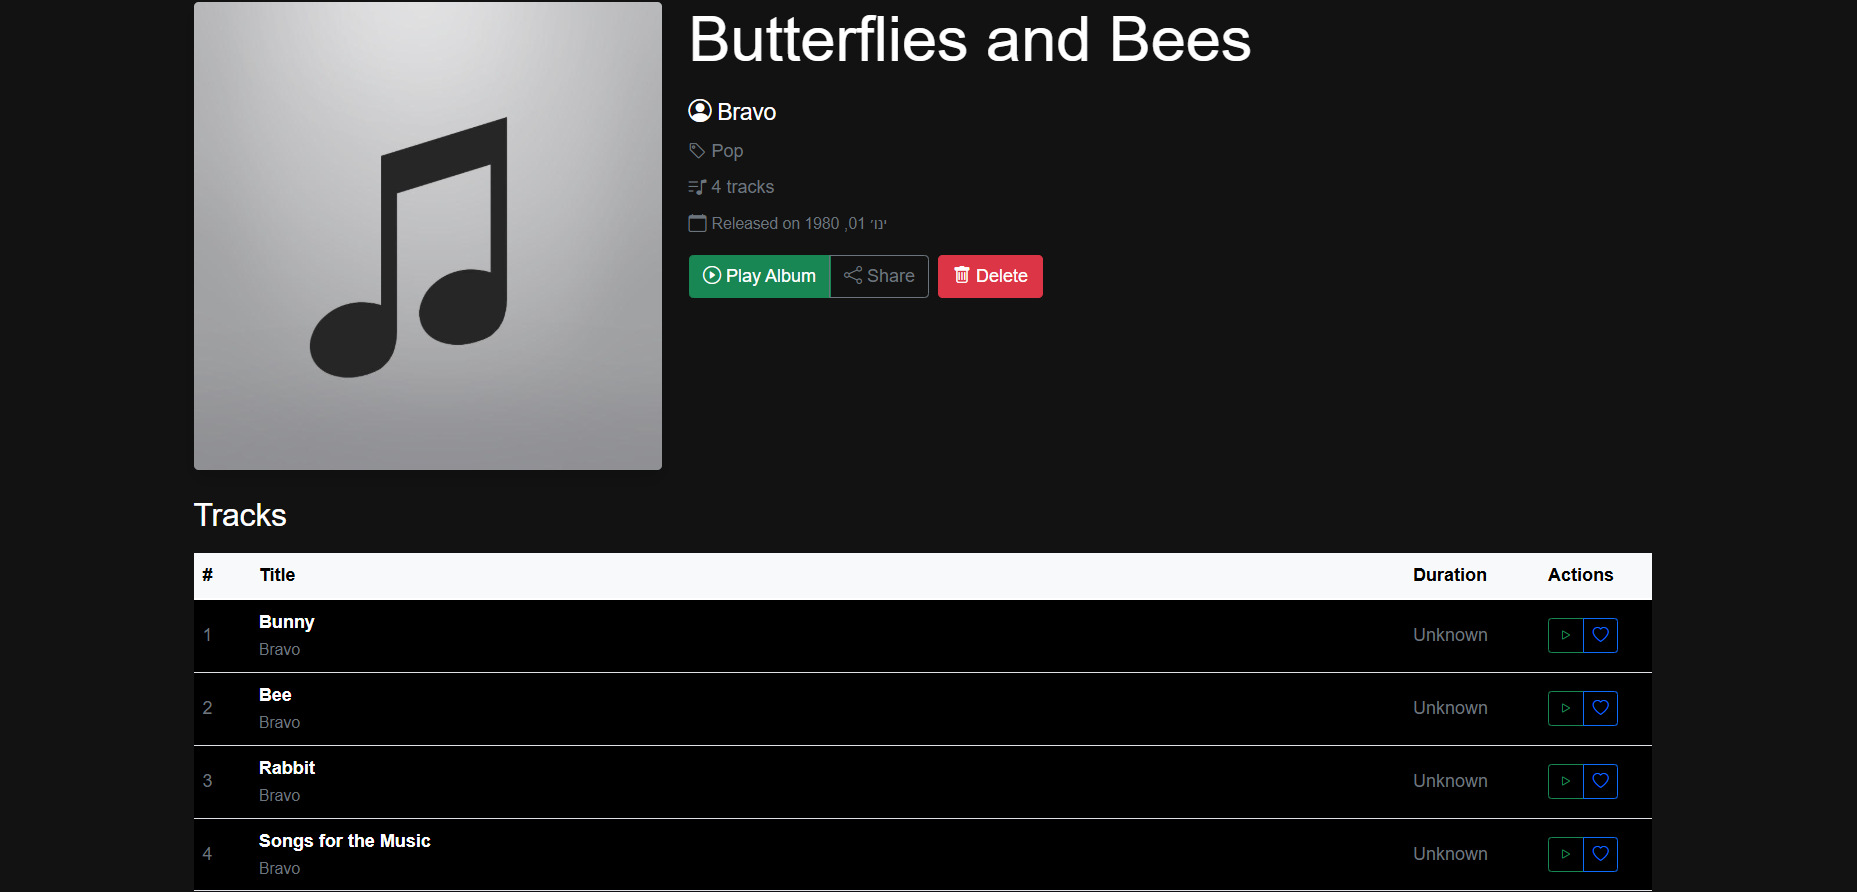 Butterflies and Bees
Bravo
Pop
4 tracks
Released on 1980 ,01 ינו׳
Play Album Share Delete
Tracks
# Title Duration Actions
1 Bunny Unknown
Bravo
2 Bee Unknown
Bravo
3 Rabbit Unknown
Bravo
4 Songs for the Music Unknown
Bravo